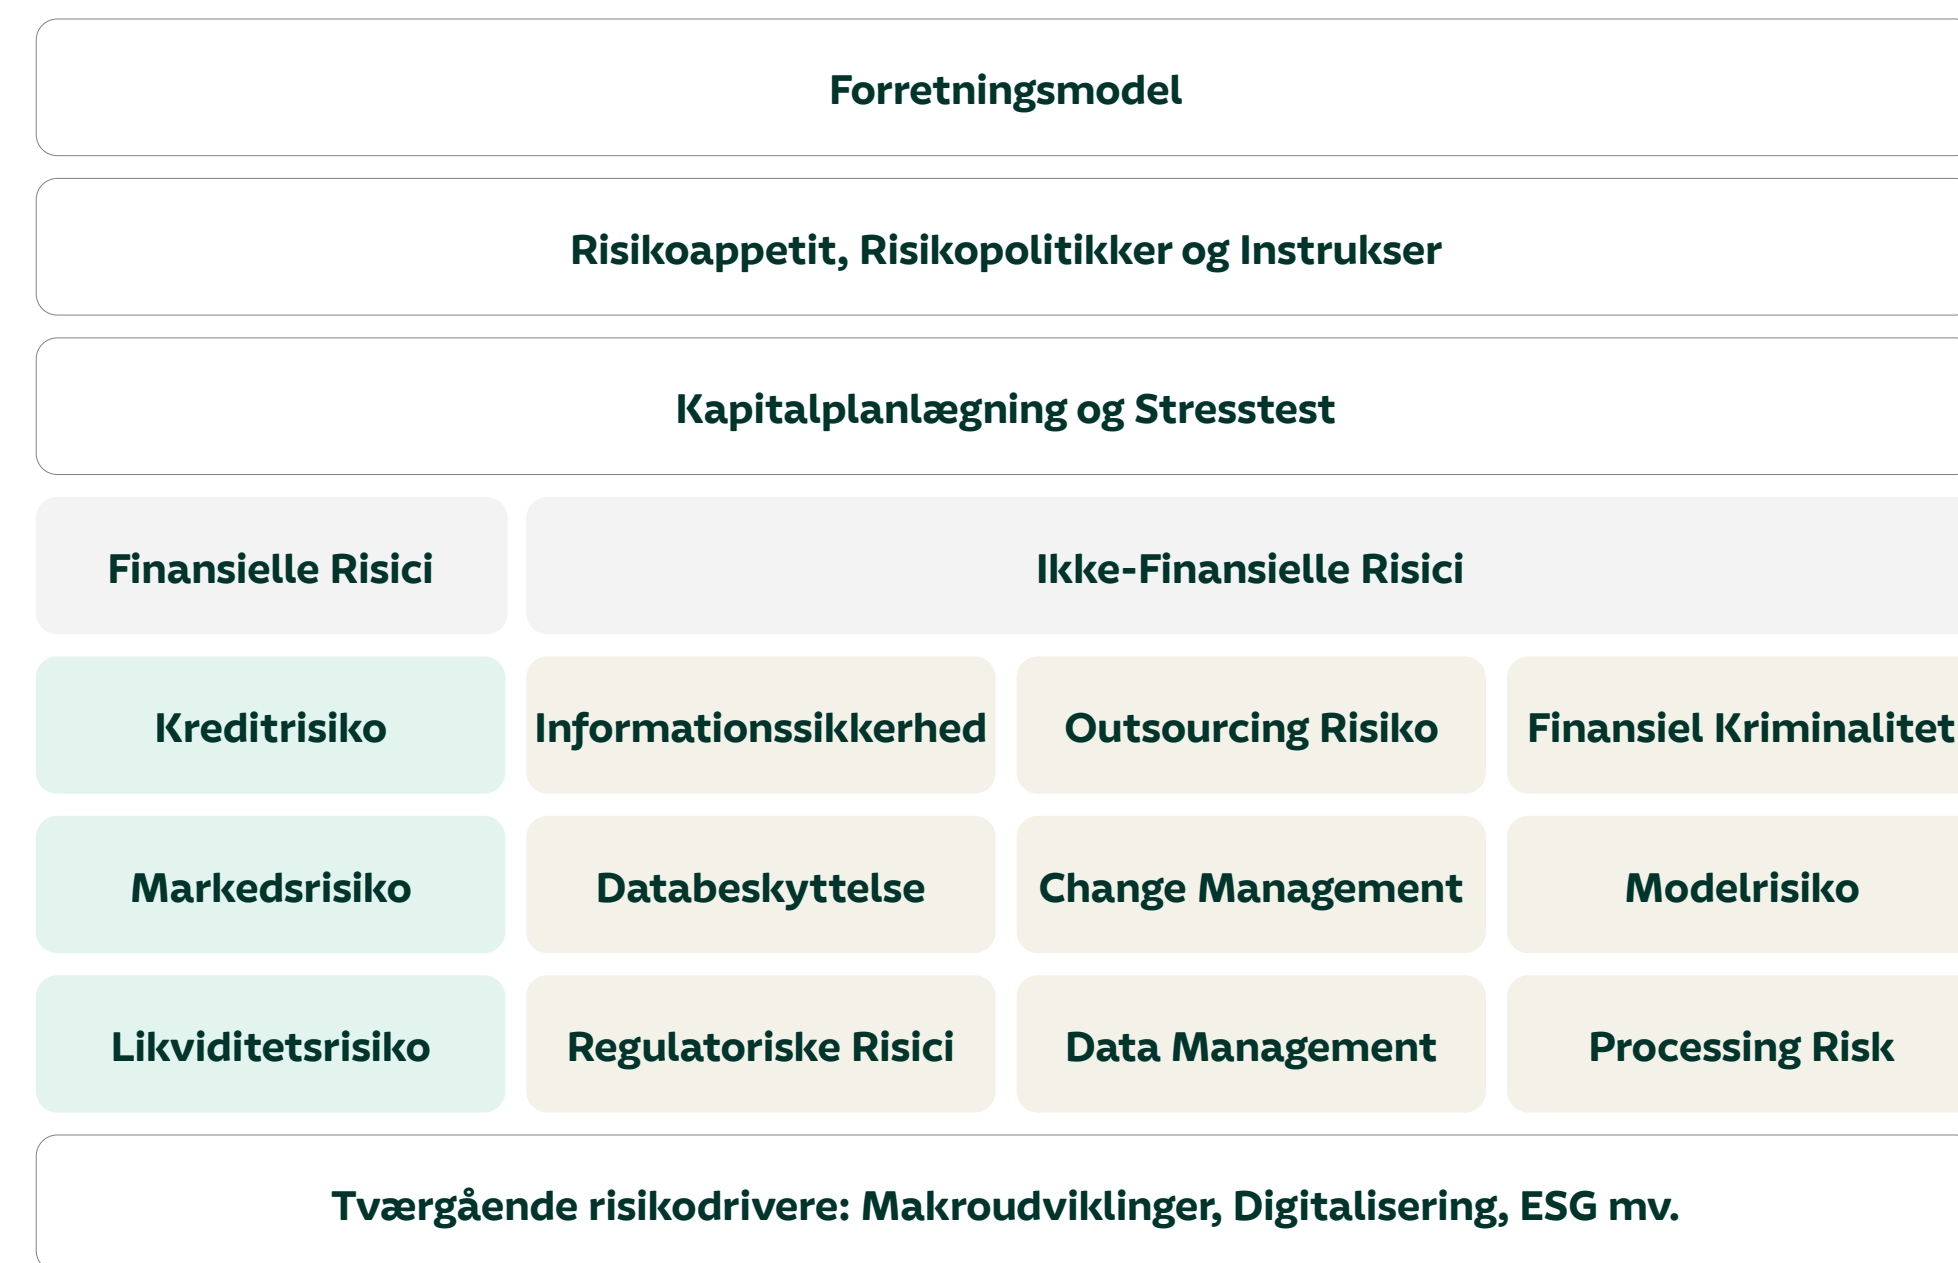 Forretningsmodel
Risikoappetit, Risikopolitikker og Instrukser
Kapitalplanlægning og Stresstest
Finansielle Risici
Ikke-Finansielle Risici
Kreditrisiko
Informationssikkerhed
Outsourcing Risiko
Finansiel Kriminalitet
Markedsrisiko
Databeskyttelse
Change Management
Modelrisiko
Likviditetsrisiko
Regulatoriske Risici
Data Management
Processing Risk
Tværgående risikodrivere: Makroudviklinger, Digitalisering, ESG mv.